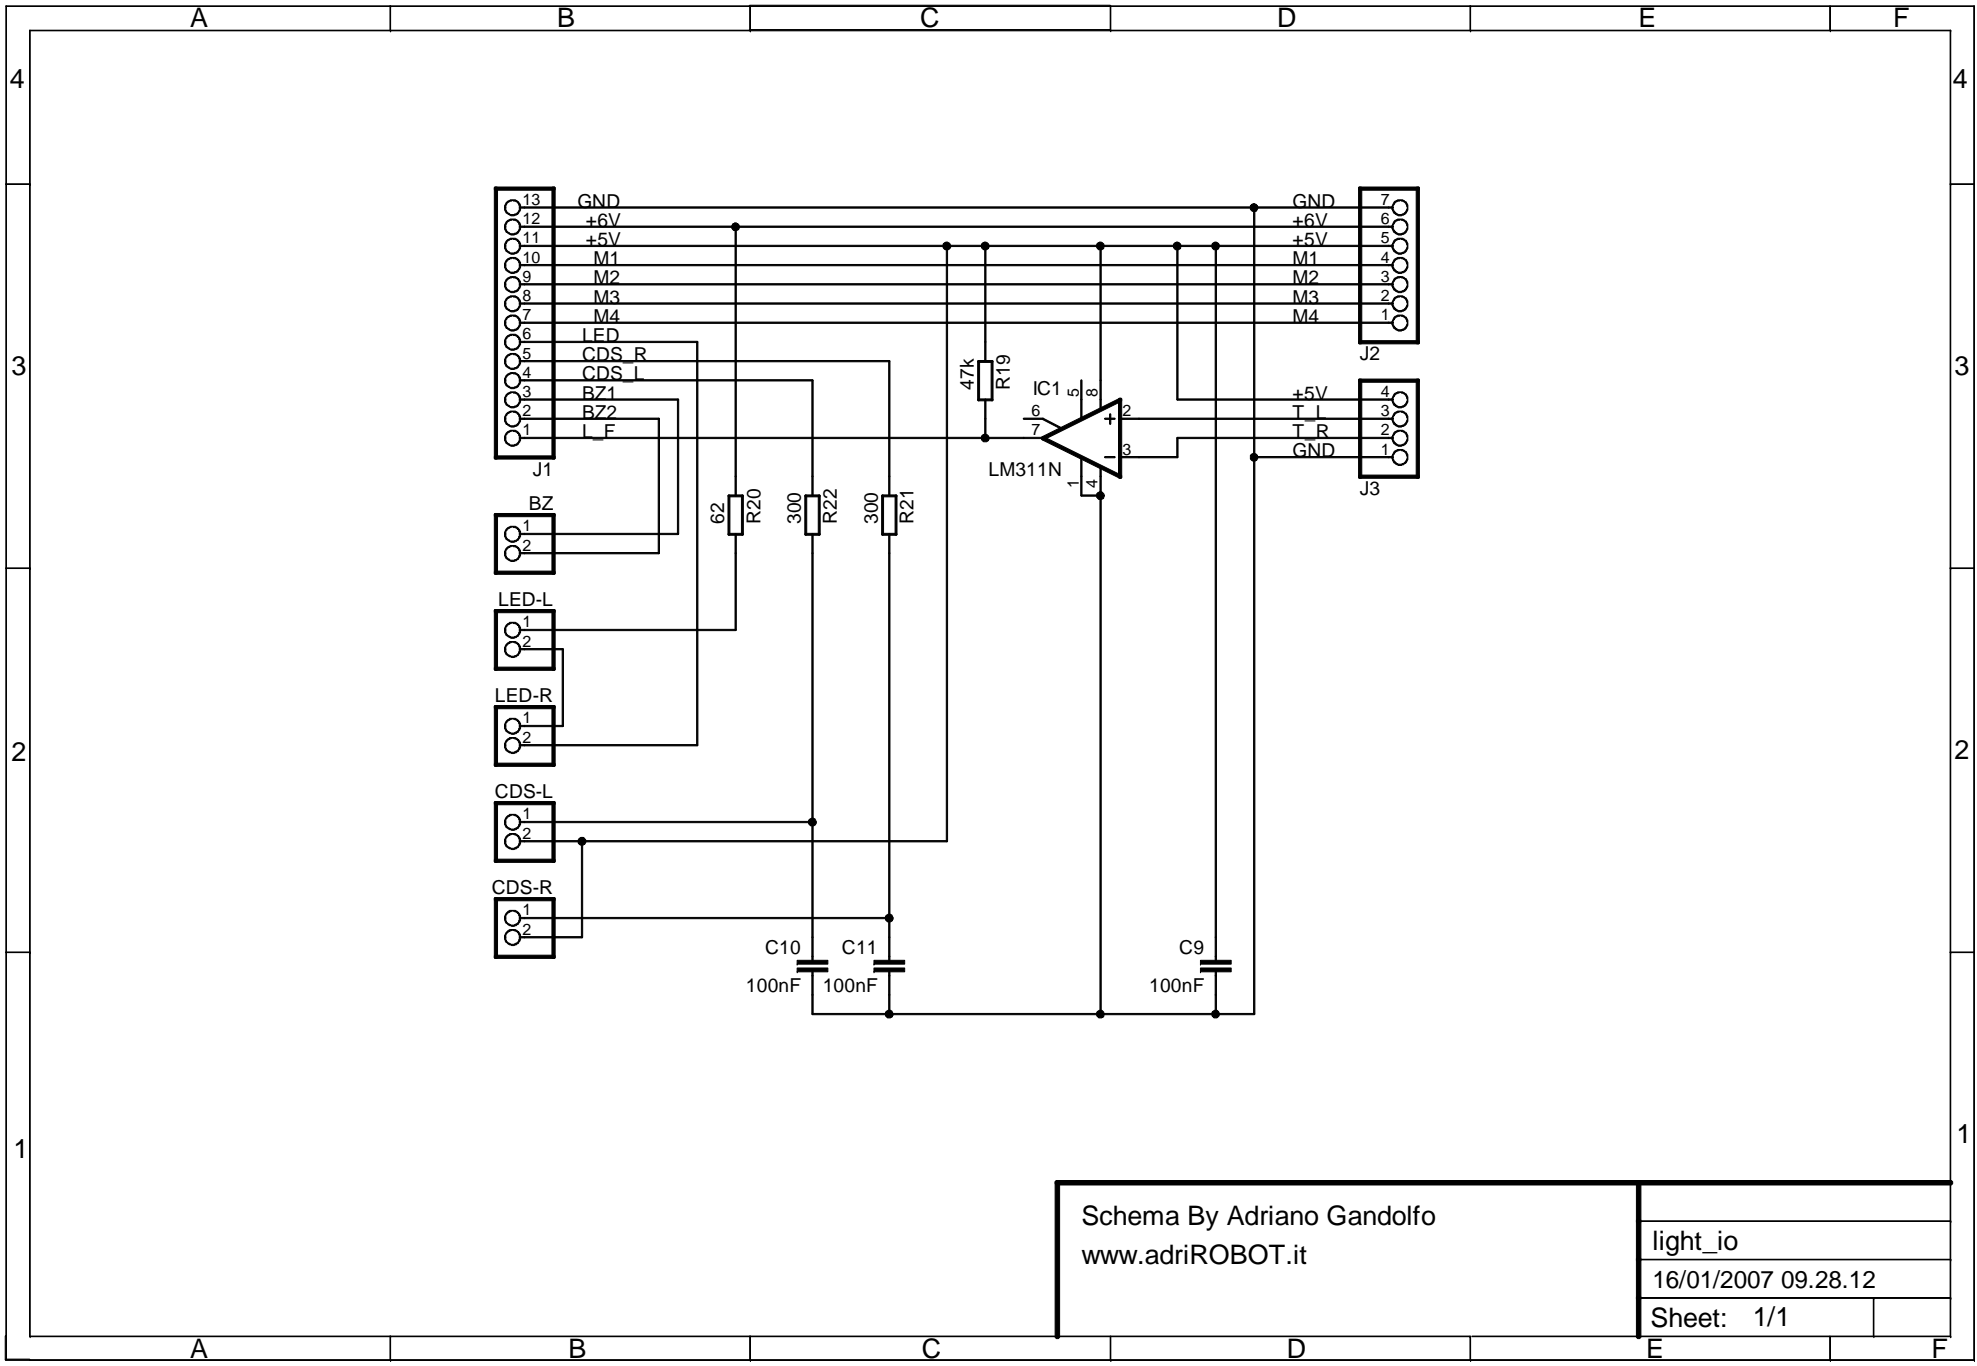 A B C D E F
4 4
13 GND GND 7
12 +6V +6V 6
11 +5V +5V 5
10 M1 M1 4
9 M2 M2 3
8 M3 M3 2
7 M4 M4 1
6 LED
J2
5 CDS_R
3 3
4 CDS_L
47k R19
IC1 5 8
3 BZ1
+5V 4
2 BZ2
6 + 2
T_L 3
1 L_F
7
T_R 2
- 3
GND 1
J1
LM311N
1 4
J3
BZ
1
2
62 R20
300 R22
300 R21
LED-L
1
2
LED-R
1
2
2 2
CDS-L
1
2
CDS-R
1
2
C10 C11 C9
100nF 100nF 100nF
1 1
Schema By Adriano Gandolfo
www.adriROBOT.it
light_io
16/01/2007 09.28.12
Sheet: 1/1
A B C D E F